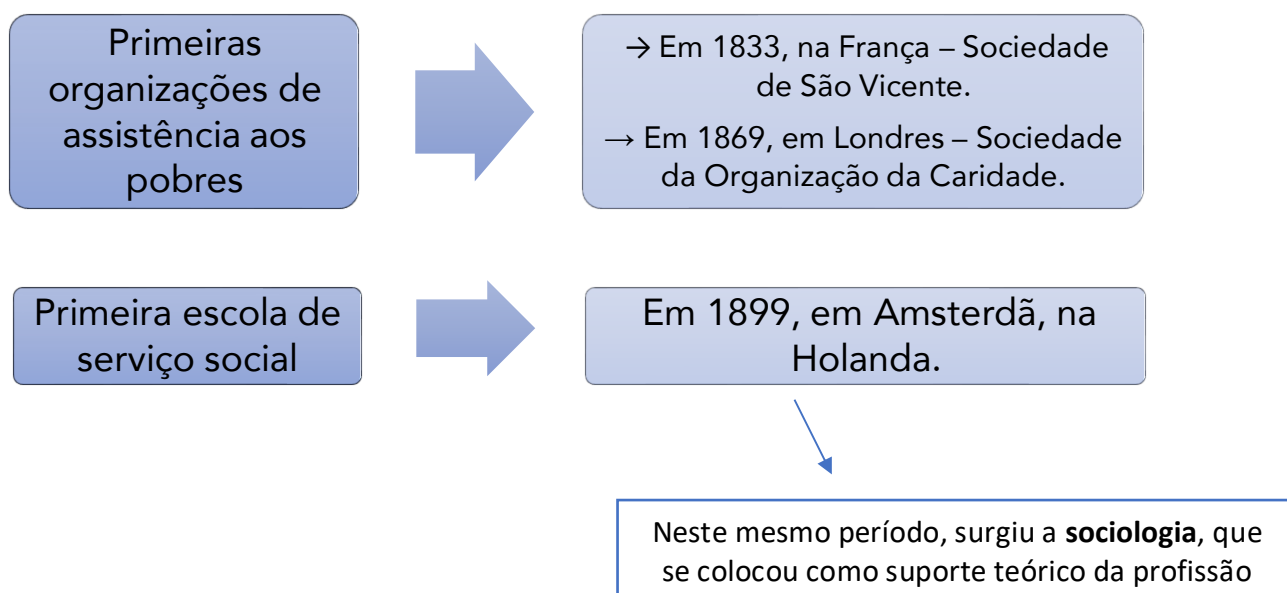 Primeiras
organizações de
assistência aos
pobres
→ Em 1833, na França – Sociedade
de São Vicente.
→ Em 1869, em Londres – Sociedade
da Organização da Caridade.
Primeira escola de
serviço social
Em 1899, em Amsterdã, na
Holanda.
Neste mesmo período, surgiu a sociologia, que
se colocou como suporte teórico da profissão